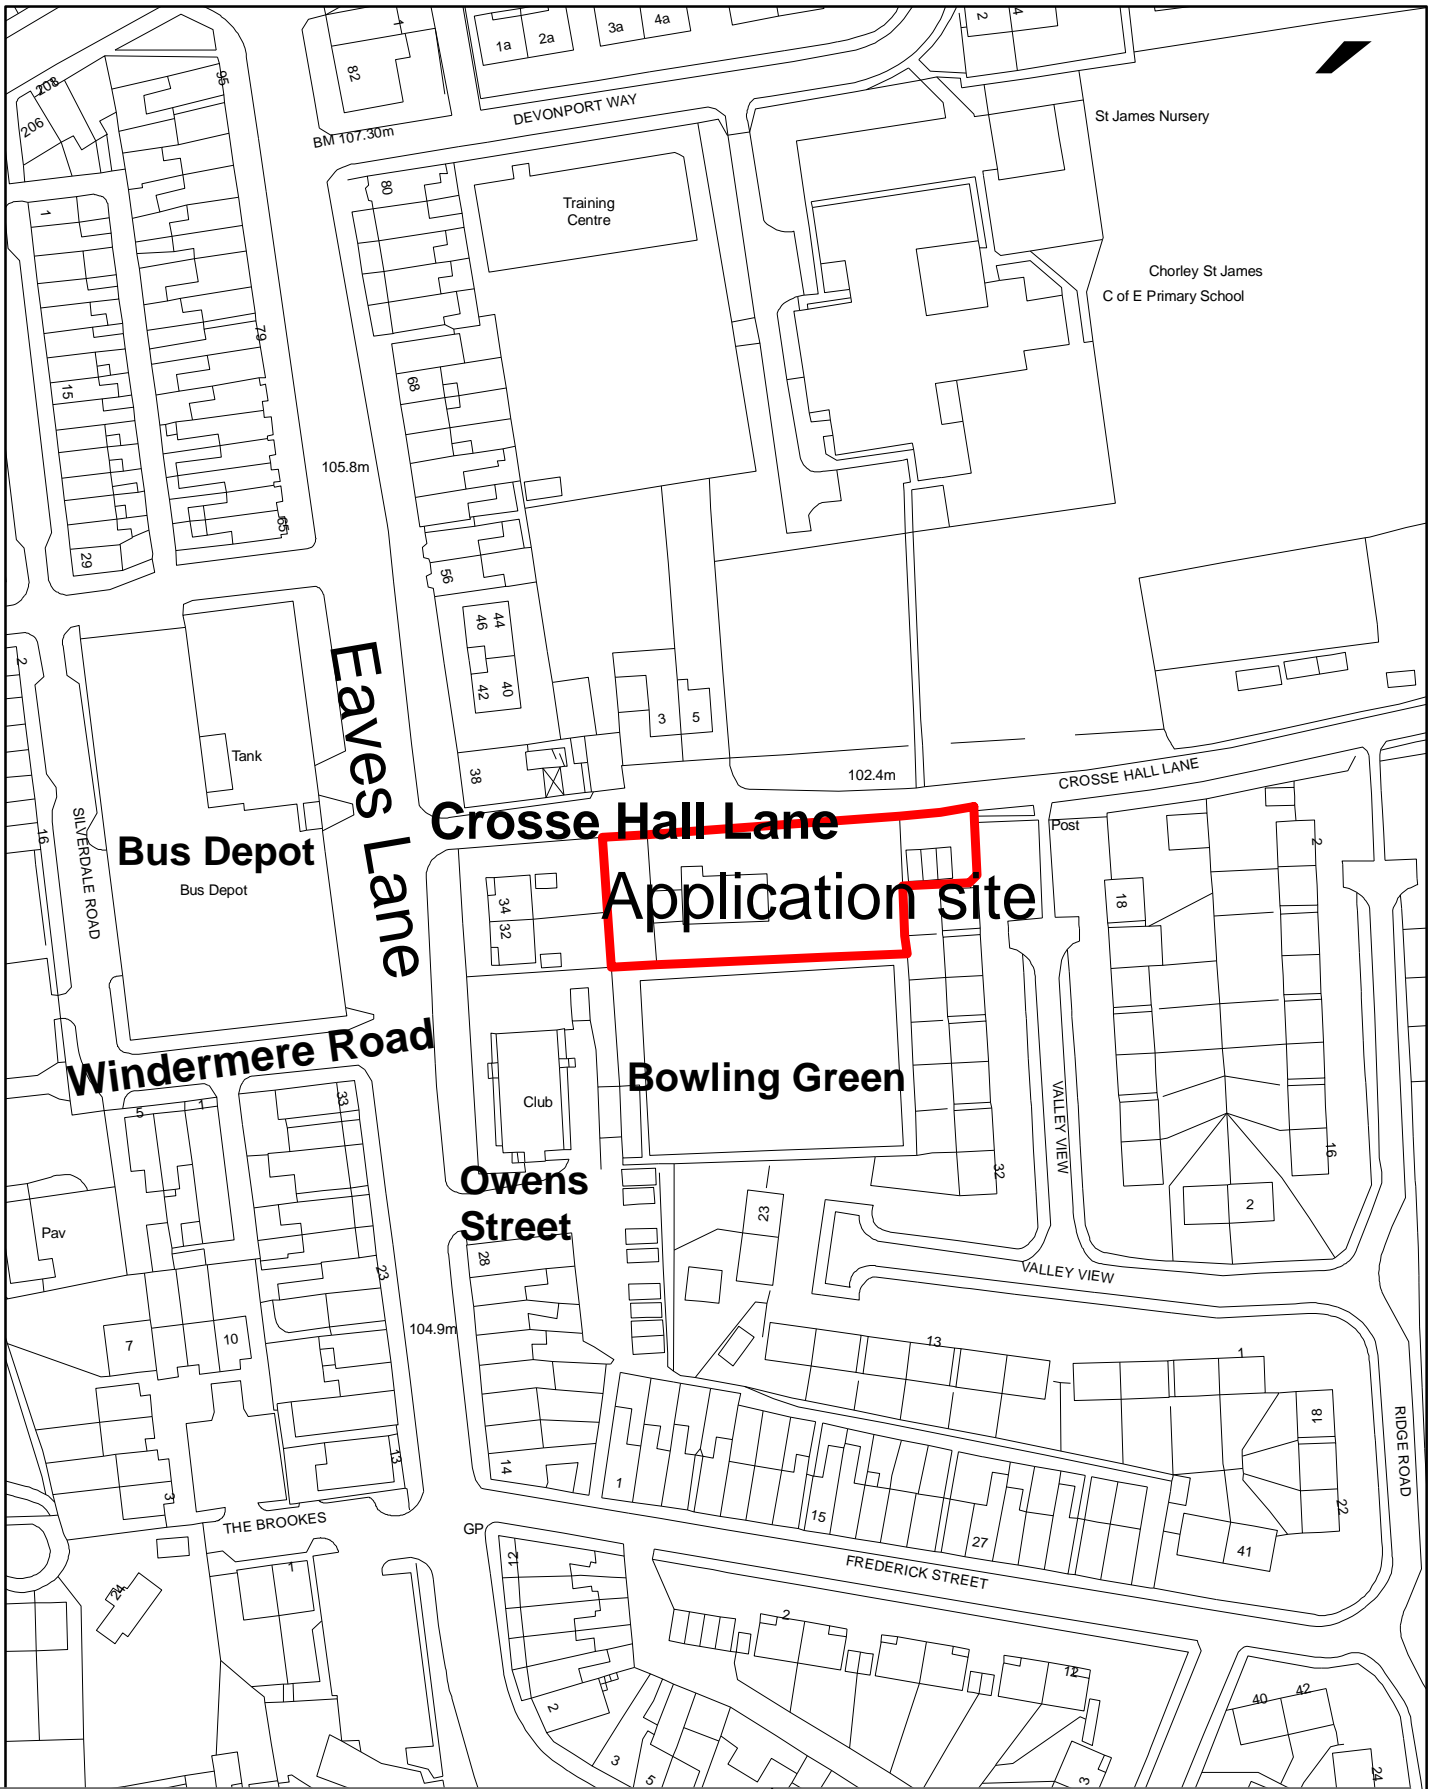 1a
2a
3a
4a
2
4
1
82
95
208
206
DEVONPORT WAY
BM 107.30m
St James Nursery
80
Training
Centre
1
Chorley St James
C of E Primary School
79
15
68
105.8m
65
29
56
46
44
42
40
2
3
5
Eaves Lane
Tank
38
102.4m
CROSSE HALL LANE
Crosse Hall Lane
Post
16
SILVERDALE ROAD
Bus Depot
Bus Depot
34
32
Application site
18
2
Windermere Road
Bowling Green
Club
5
1
33
VALLEY VIEW
16
32
2
Owens
Street
23
Pav
28
23
VALLEY VIEW
7
10
104.9m
13
1
18
RIDGE ROAD
13
14
1
15
27
22
41
3
THE BROOKES
GP
12
FREDERICK STREET
1
24
2
12
2
3
5
3
40
42
24